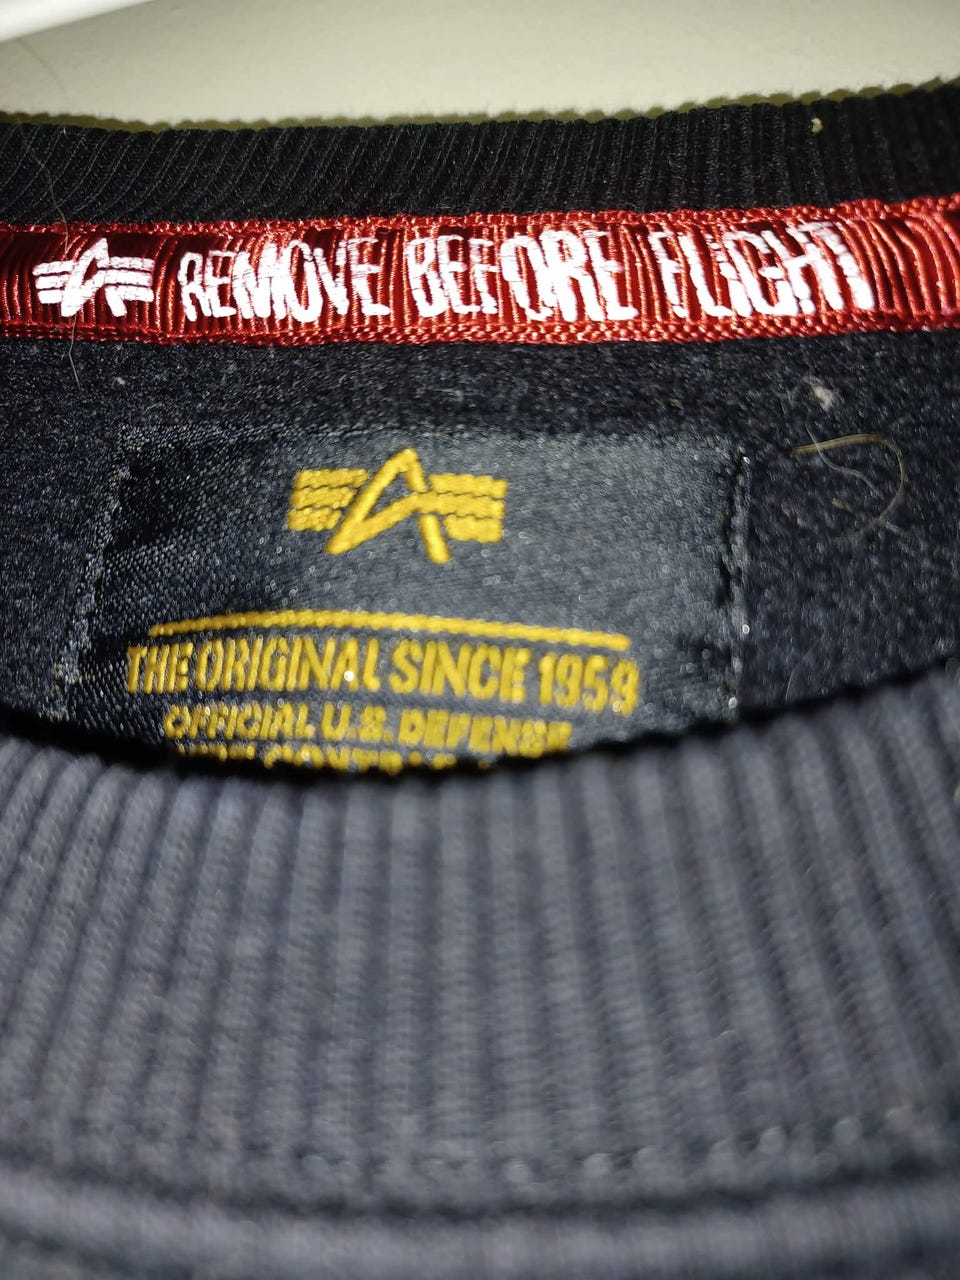 REMOVE BEFORE FLIGHT
THE ORIGINAL SINCE 1959
OFFICIAL U.S. DEFENSE